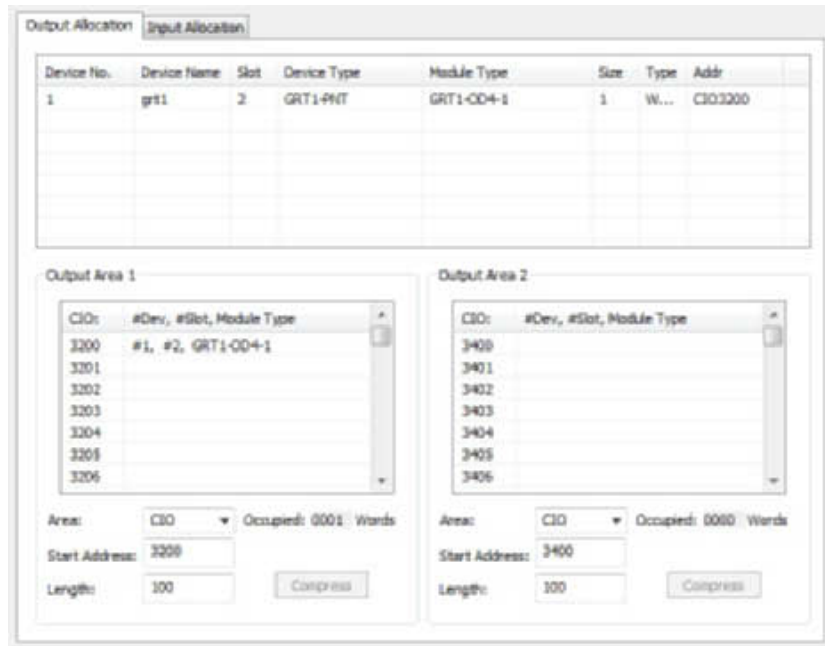 Output Allocation Input Allocation
Device No. Device Name Slot Device Type Module Type Size Type Addr
1 grt1 2 GRT1-PNT GRT1-OD4-1 1 W... CIO3200
Output Area 1
CIO: #Dev, #Slot, Module Type
3200 #1, #2, GRT1-OD4-1
3201
3202
3203
3204
3205
3206
Area: CIO Occupied: 0001 Words
Start Address: 3200
Length: 100 Compress
Output Area 2
CIO: #Dev, #Slot, Module Type
3400
3401
3402
3403
3404
3405
3406
Area: CIO Occupied: 0000 Words
Start Address: 3400
Length: 100 Compress